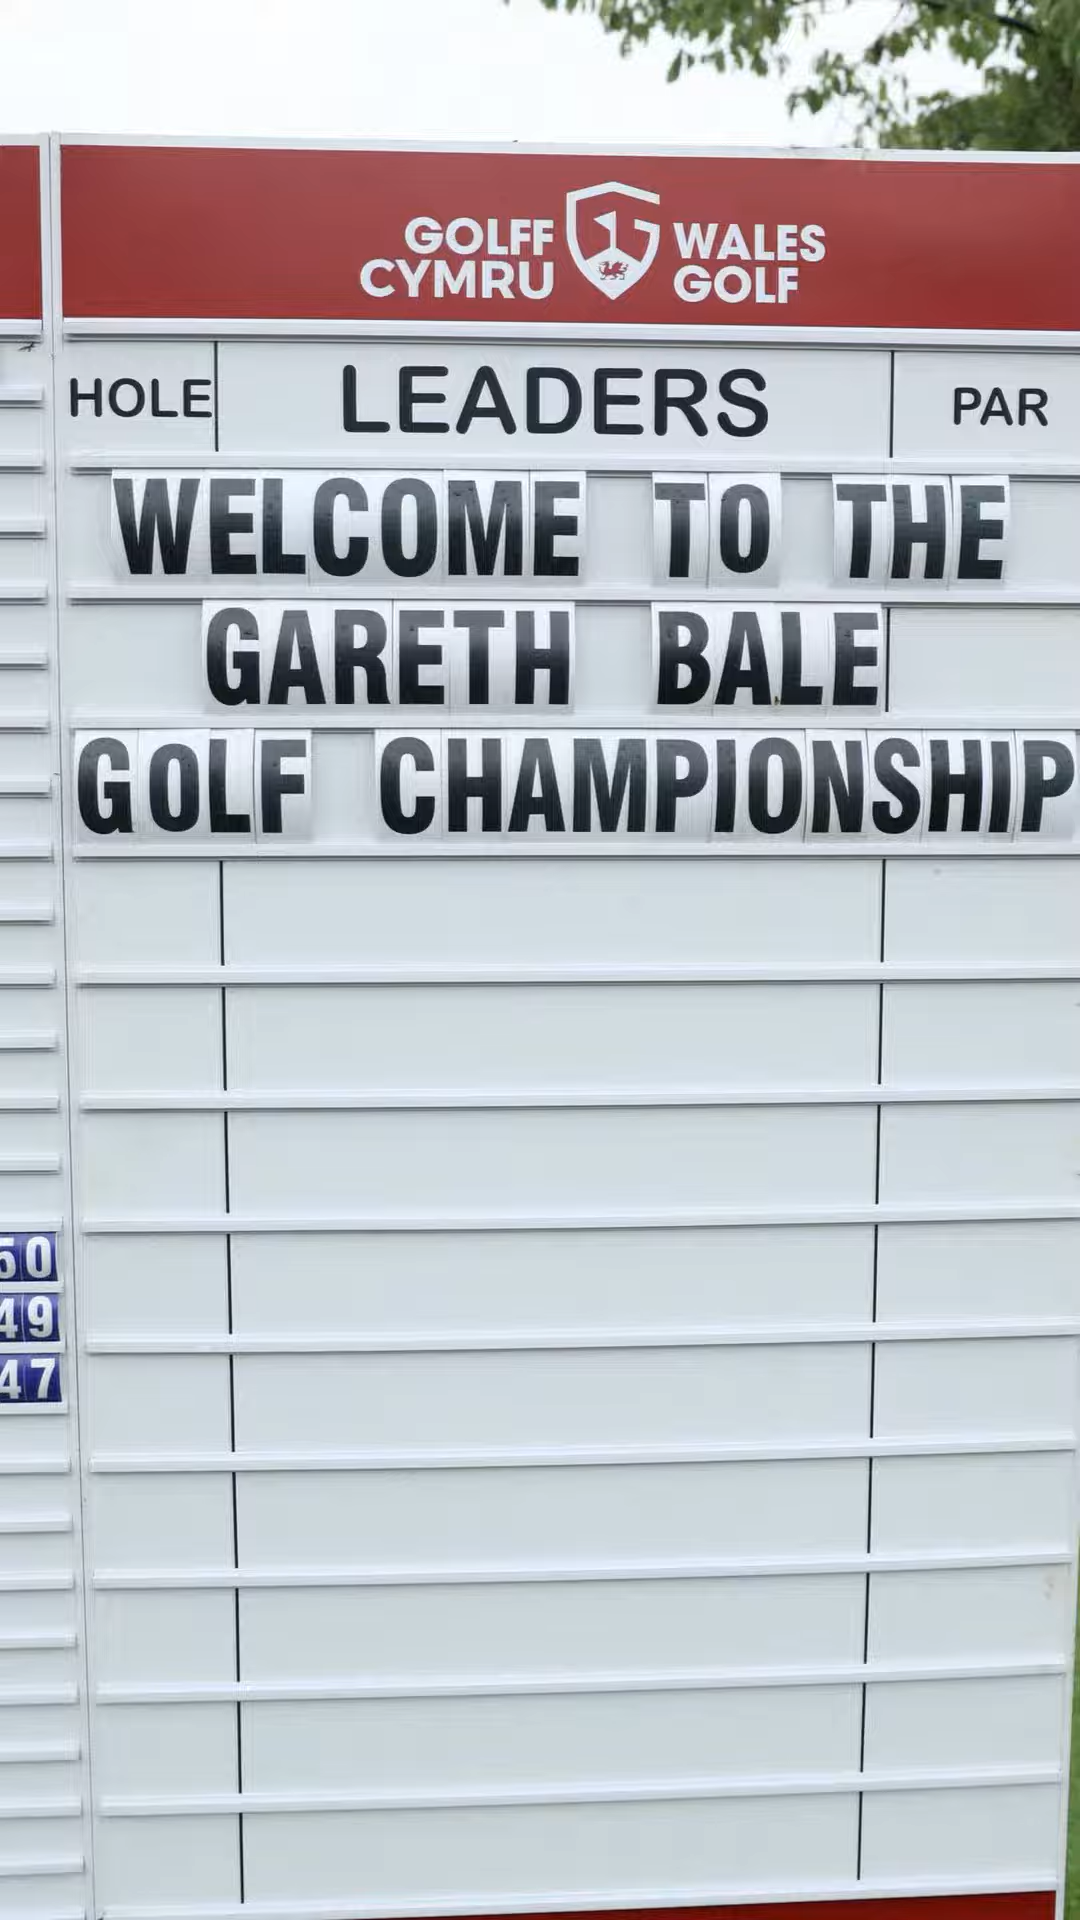 GOLFF CYMRU
WALES GOLF
HOLE LEADERS PAR
WELCOME TO THE
GARETH BALE
GOLF CHAMPIONSHIP
50
49
47